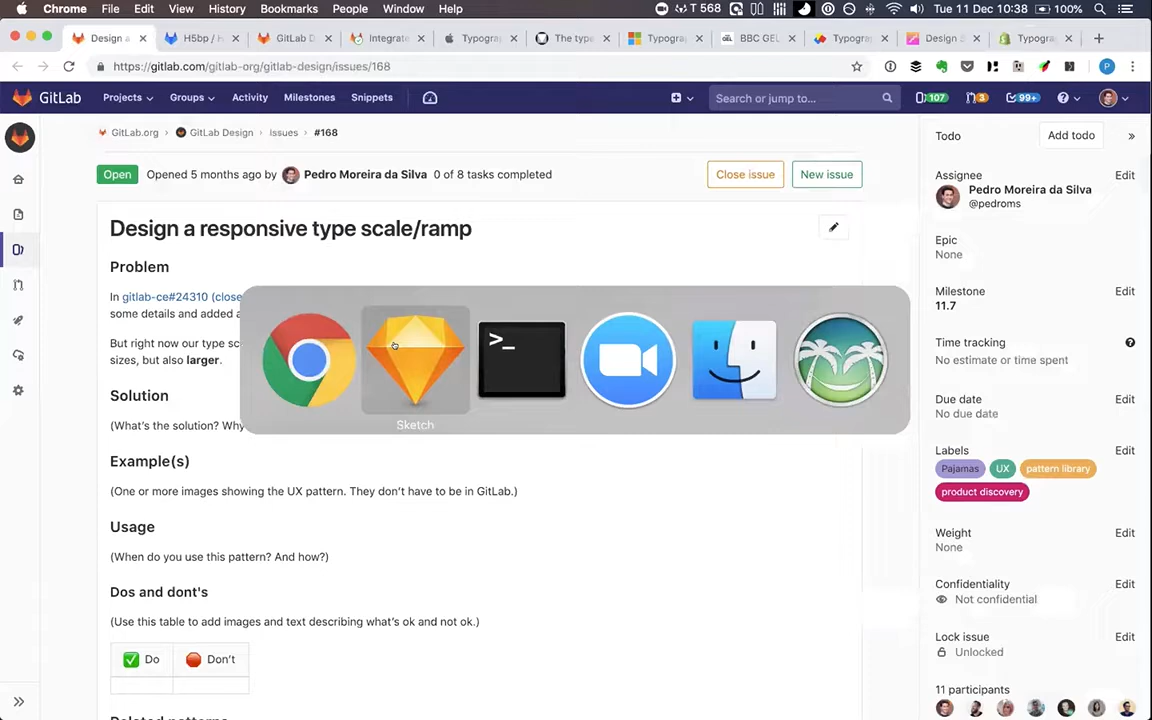 Chrome File Edit View History Bookmarks People Window Help T 568 Tue 11 Dec 10:38 100%
Design a H5bp / H GitLab D Integrate Typogra The type Typogra BBC GEL Typogra Design S Typogra
https://gitlab.com/gitlab-org/gitlab-design/issues/168
GitLab Projects Groups Activity Milestones Snippets Search or jump to... 107 3 99+
GitLab.org › GitLab Design › Issues › #168
Open Opened 5 months ago by Pedro Moreira da Silva 0 of 8 tasks completed Close issue New issue
Design a responsive type scale/ramp
Problem
In gitlab-ce#24310 (close
some details and added a
But right now our type sc
sizes, but also larger.
Solution
(What's the solution? Why
Sketch
Example(s)
(One or more images showing the UX pattern. They don't have to be in GitLab.)
Usage
(When do you use this pattern? And how?)
Dos and dont's
(Use this table to add images and text describing what's ok and not ok.)
Do Don't
Related patterns
Todo Add todo
Assignee Edit
Pedro Moreira da Silva
@pedroms
Epic
None
Milestone Edit
11.7
Time tracking
No estimate or time spent
Due date Edit
No due date
Labels Edit
Pajamas UX pattern library
product discovery
Weight Edit
None
Confidentiality Edit
Not confidential
Lock issue Edit
Unlocked
11 participants